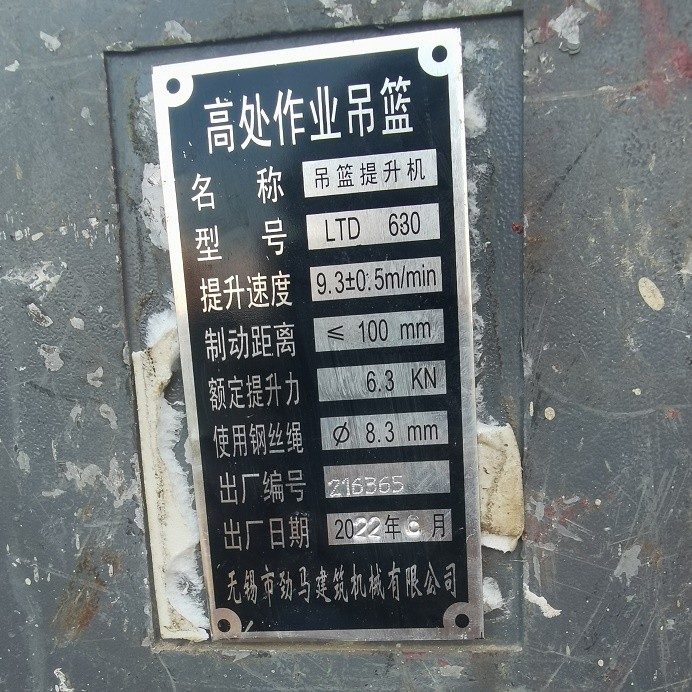 高处作业吊篮
名 称 吊篮提升机
型 号 LTD 630
提升速度 9.3±0.5m/min
制动距离 ≤ 100 mm
额定提升力 6.3 KN
使用钢丝绳 Ø 8.3 mm
出厂编号 216365
出厂日期 2022年 月
无锡市劲马建筑机械有限公司